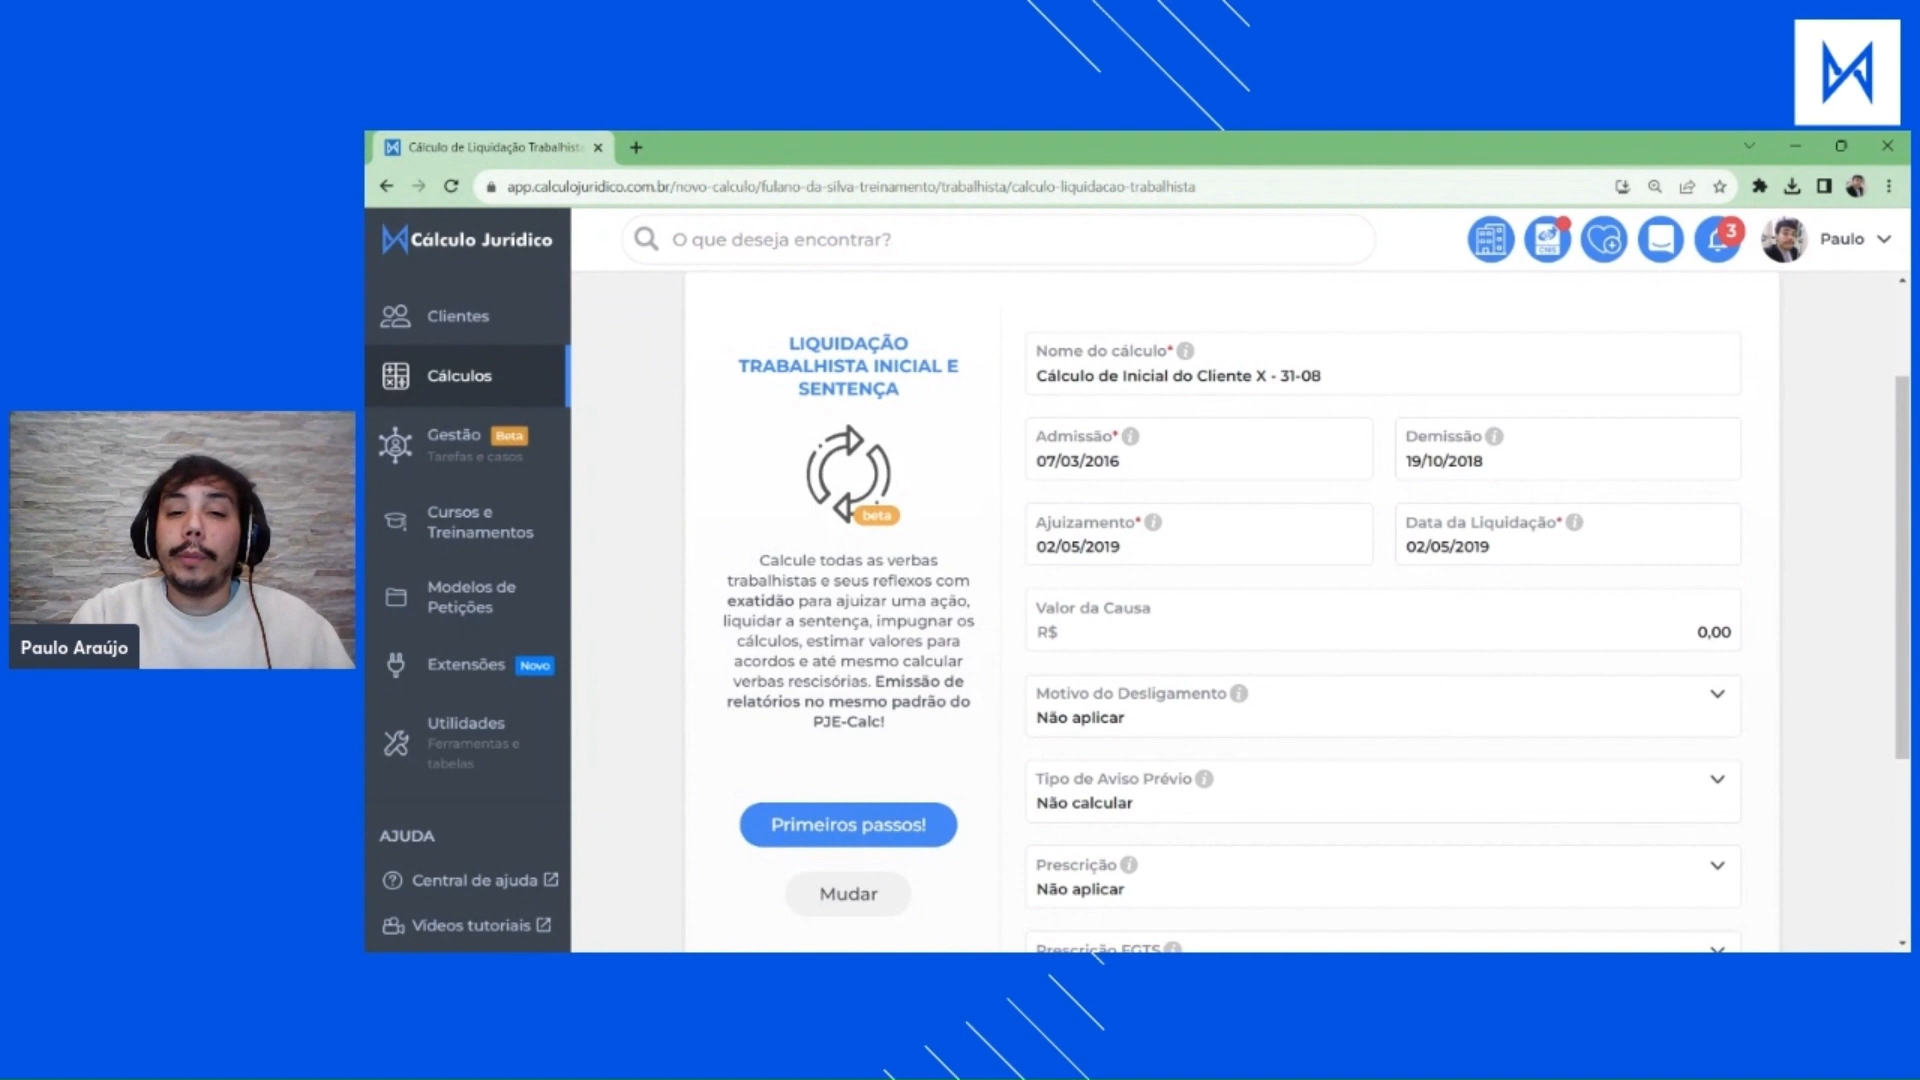 Cálculo de Liquidação Trabalhist
app.calculojuridico.com.br/novo-calculo/fulano-da-silva-treinamento/trabalhista/calculo-liquidacao-trabalhista
Cálculo Jurídico
O que deseja encontrar?
CNIS
3
Paulo
Clientes
Cálculos
Gestão Beta
Tarefas e casos
Cursos e
Treinamentos
Modelos de
Petições
Extensões Novo
Utilidades
Ferramentas e
tabelas
AJUDA
Central de ajuda
Vídeos tutoriais
LIQUIDAÇÃO
TRABALHISTA INICIAL E
SENTENÇA
beta
Calcule todas as verbas
trabalhistas e seus reflexos com
exatidão para ajuizar uma ação,
liquidar a sentença, impugnar os
cálculos, estimar valores para
acordos e até mesmo calcular
verbas rescisórias. Emissão de
relatórios no mesmo padrão do
PJE-Calc!
Primeiros passos!
Mudar
Nome do cálculo*
Cálculo de Inicial do Cliente X - 31-08
Admissão*
07/03/2016
Demissão
19/10/2018
Ajuizamento*
02/05/2019
Data da Liquidação*
02/05/2019
Valor da Causa
R$ 0,00
Motivo do Desligamento
Não aplicar
Tipo de Aviso Prévio
Não calcular
Prescrição
Não aplicar
Prescrição FGTS
Paulo Araújo